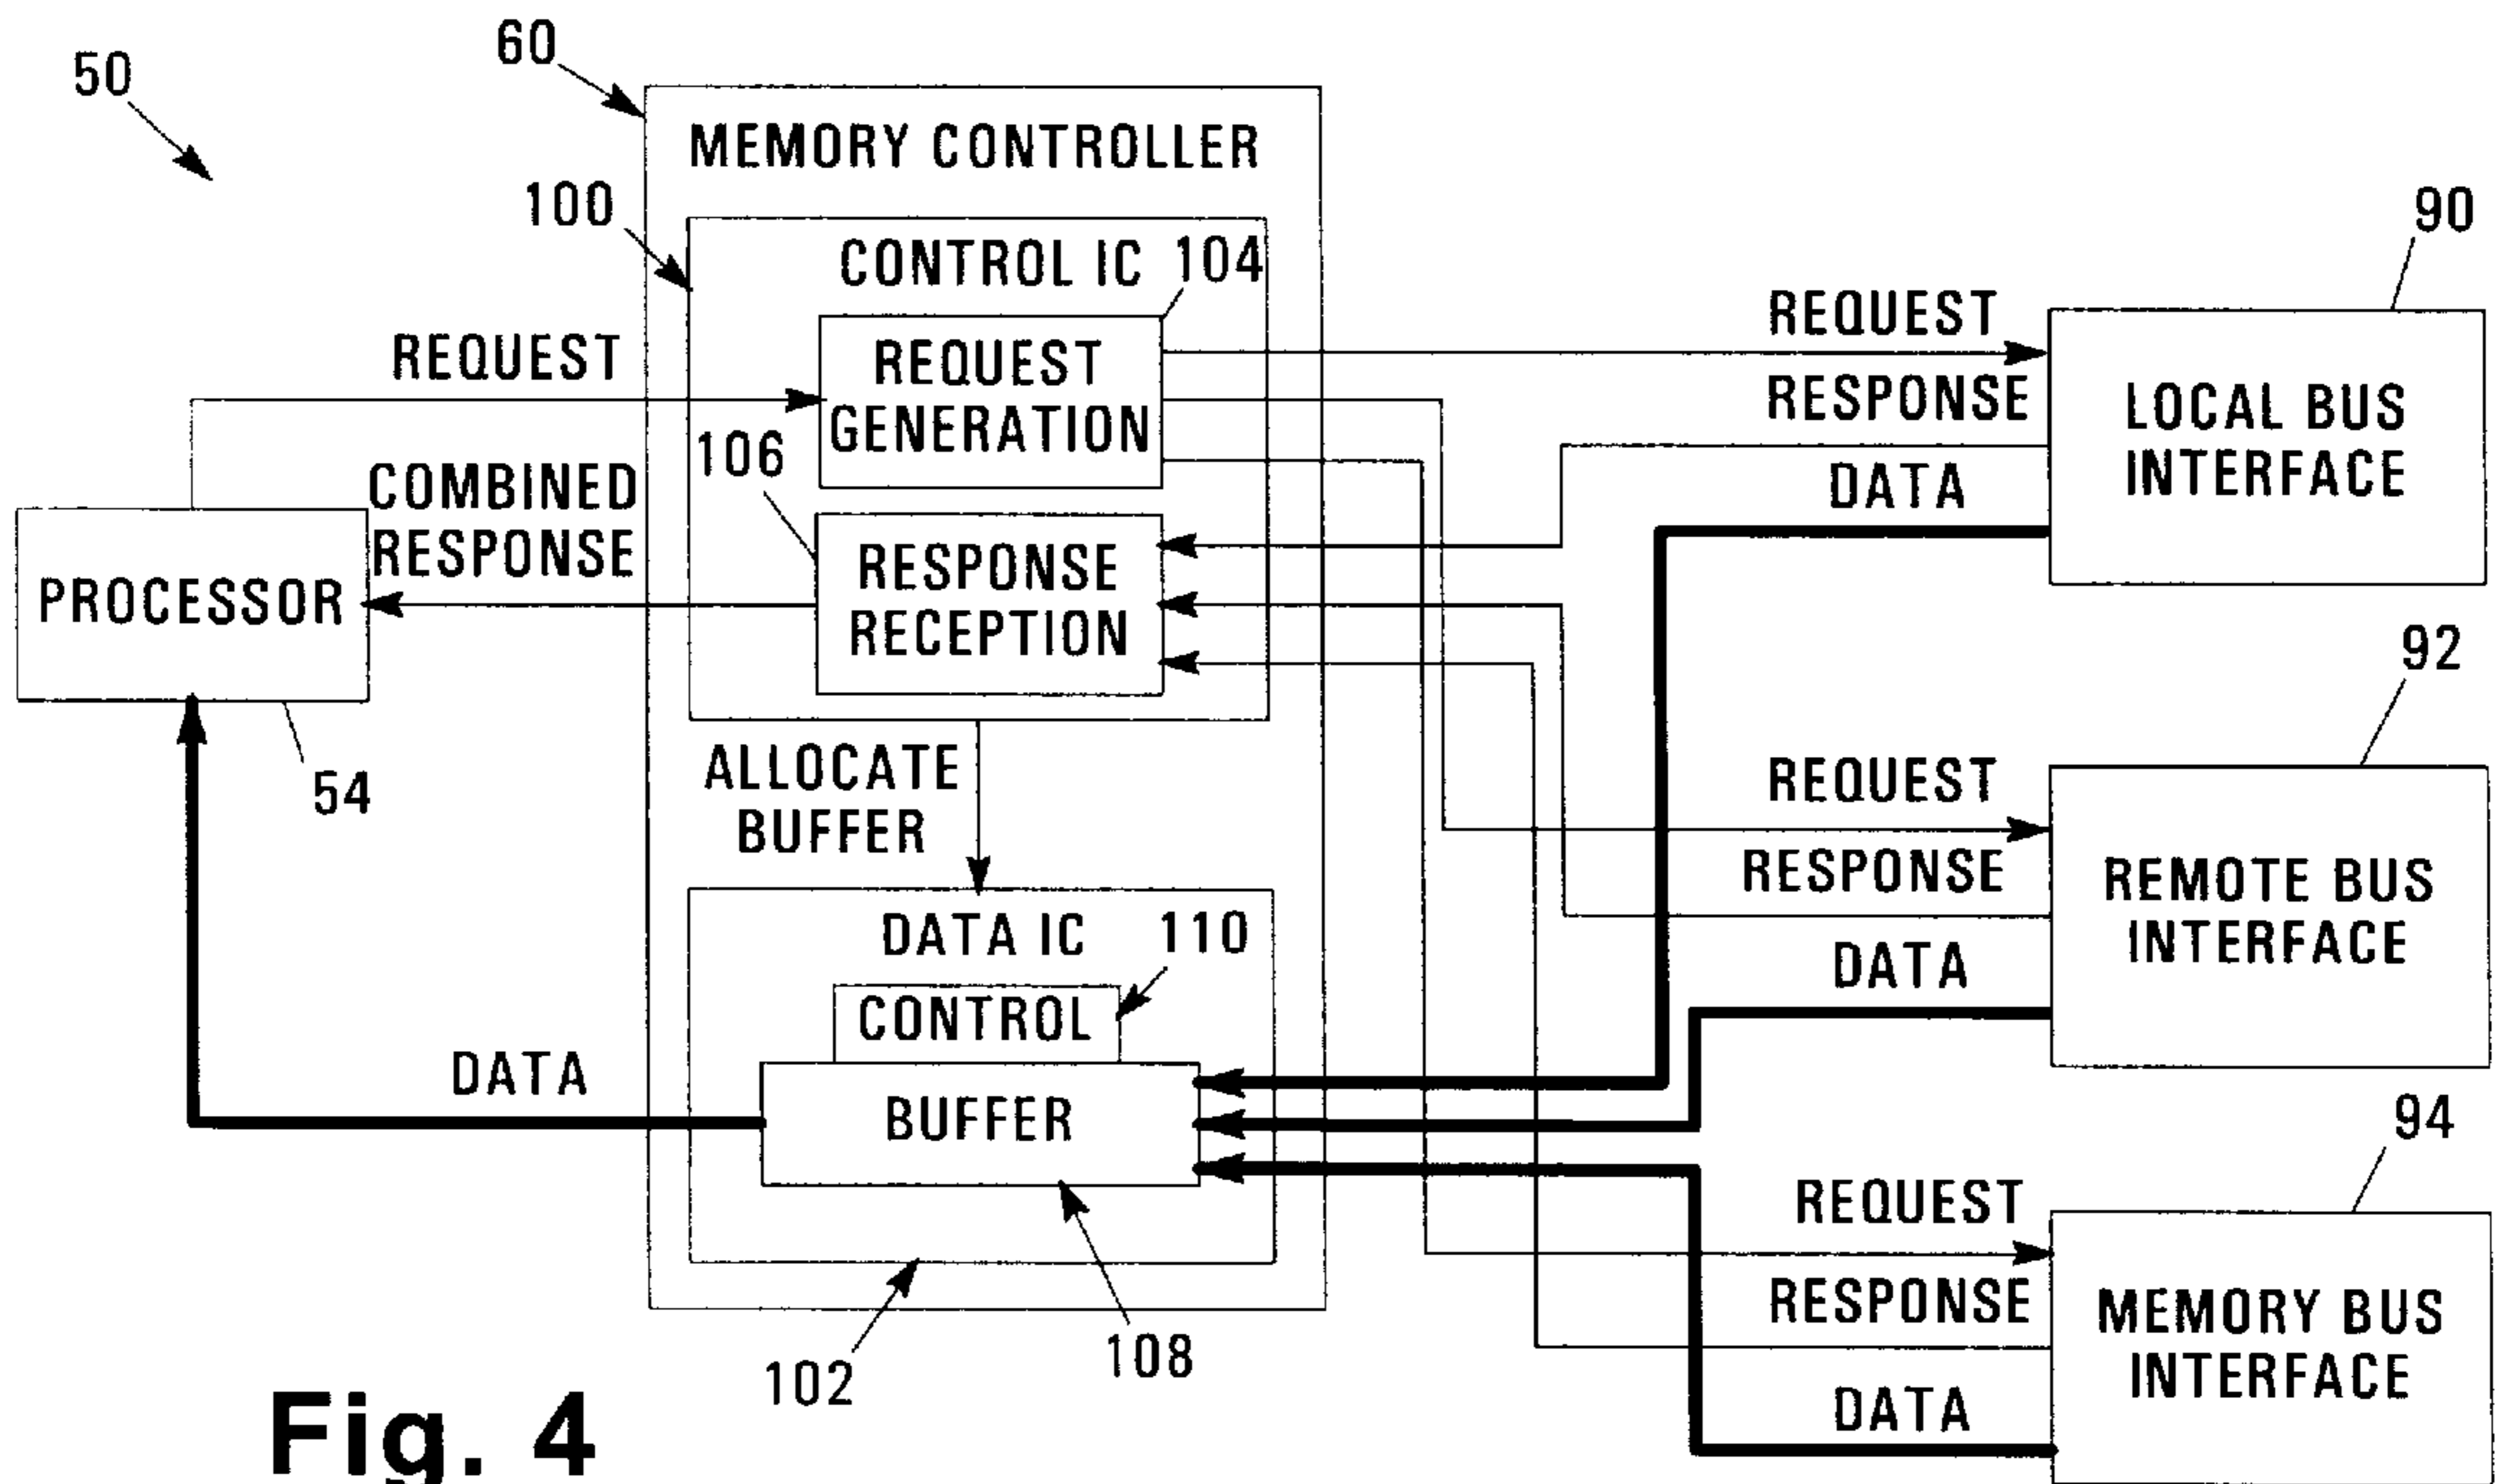 60
50
MEMORY CONTROLLER
100
CONTROL IC
104
90
REQUEST
REQUEST
GENERATION
REQUEST
RESPONSE
LOCAL BUS
INTERFACE
106
COMBINED
RESPONSE
DATA
PROCESSOR
RESPONSE
RECEPTION
92
54
ALLOCATE
BUFFER
REQUEST
RESPONSE
REMOTE BUS
INTERFACE
DATA IC
110
DATA
CONTROL
DATA
BUFFER
94
REQUEST
RESPONSE
MEMORY BUS
INTERFACE
102
108
DATA
Fig. 4